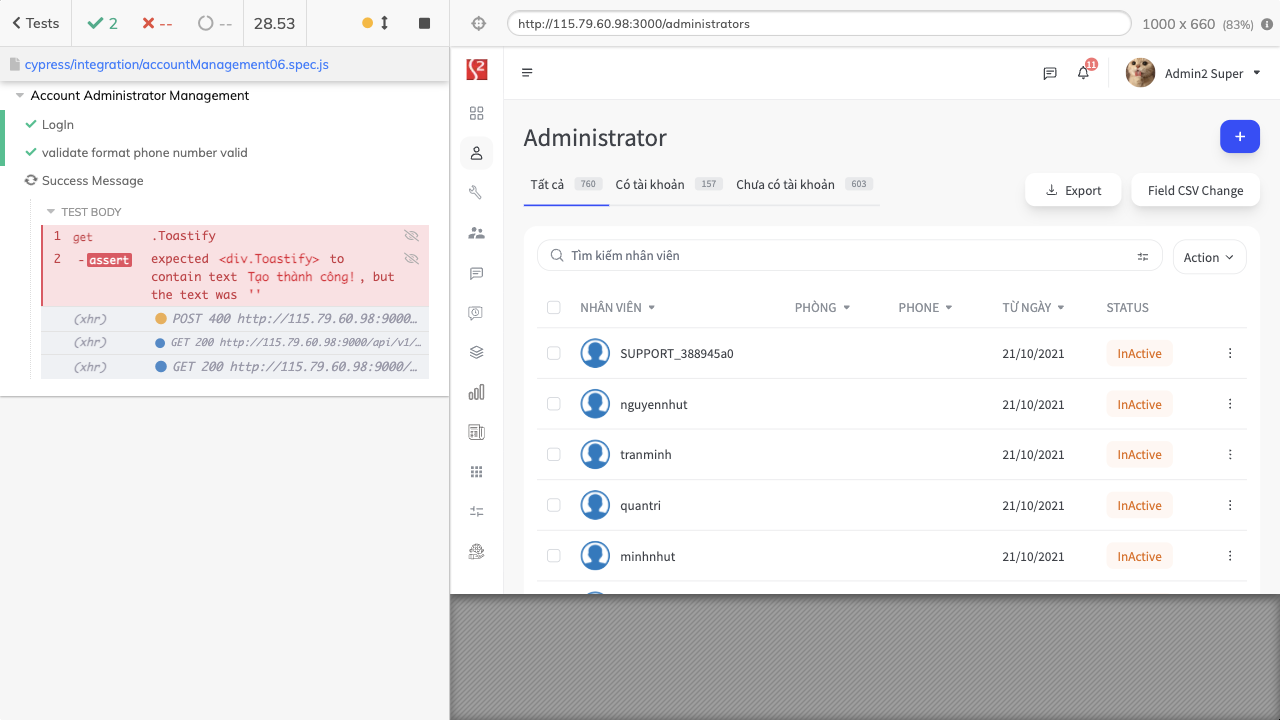 Tests
2
--
--
28.53
http://115.79.60.98:3000/administrators
1000 x 660 (83%)
cypress/integration/accountManagement06.spec.js
Account Administrator Management
LogIn
validate format phone number valid
Success Message
TEST BODY
1 get .Toastify
2 -assert expected <div.Toastify> to
contain text Tạo thành công!, but
the text was ''
(xhr) POST 400 http://115.79.60.98:9000…
(xhr) GET 200 http://115.79.60.98:9000/api/v1/…
(xhr) GET 200 http://115.79.60.98:9000/…
11
Admin2 Super
Administrator
+
Tất cả 760 Có tài khoản 157 Chưa có tài khoản 603
Export
Field CSV Change
Tìm kiếm nhân viên
Action
NHÂN VIÊN PHÒNG PHONE TỪ NGÀY STATUS
SUPPORT_388945a0 21/10/2021 InActive
nguyennhut 21/10/2021 InActive
tranminh 21/10/2021 InActive
quantri 21/10/2021 InActive
minhnhut 21/10/2021 InActive